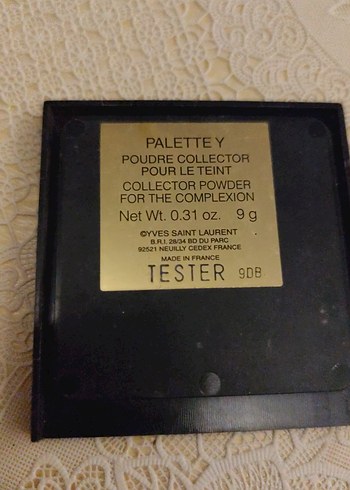 PALETTE Y
POUDRE COLLECTOR
POUR LE TEINT
COLLECTOR POWDER
FOR THE COMPLEXION
Net Wt. 0.31 oz. 9 g
©YVES SAINT LAURENT
B.R.I. 28/34 BD DU PARC
92521 NEUILLY CEDEX FRANCE
MADE IN FRANCE
TESTER 9DB